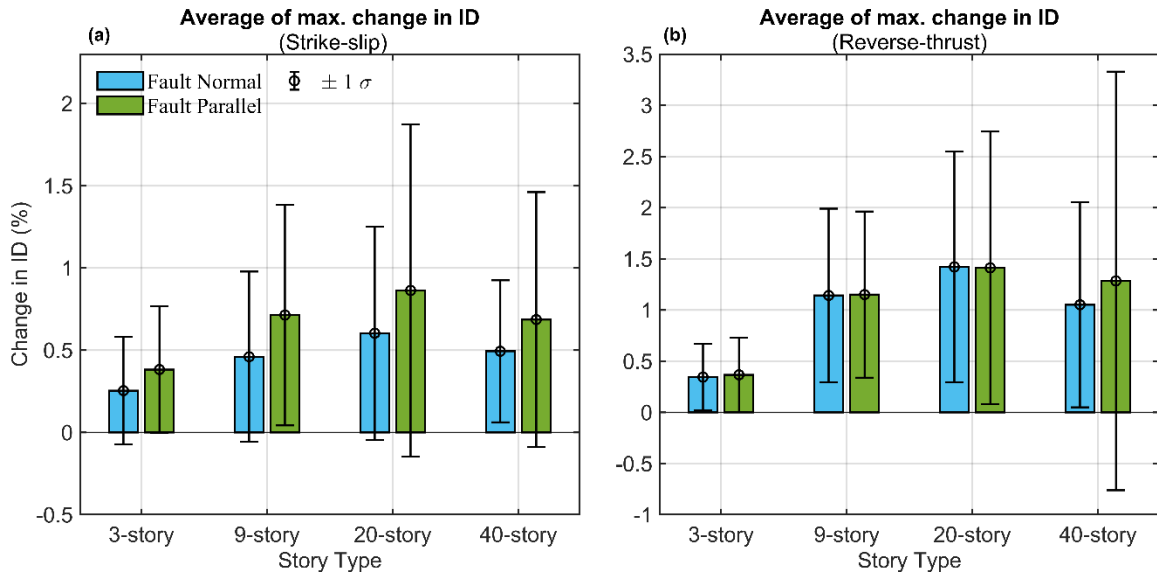 Average of max. change in ID
(a)
(Strike-slip)
Fault Normal
± 1 σ
Fault Parallel
2
1.5
1
0.5
0
-0.5
Change in ID (%)
3-story
9-story
20-story
40-story
Story Type
Average of max. change in ID
(b)
(Reverse-thrust)
3.5
3
2.5
2
1.5
1
0.5
0
-0.5
-1
3-story
9-story
20-story
40-story
Story Type